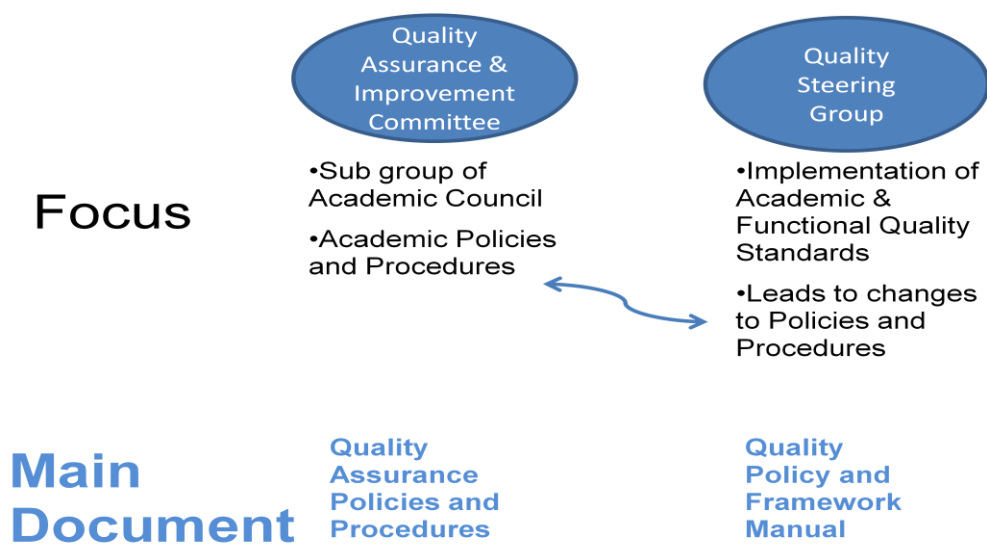 Quality
Assurance &
Improvement
Committee
Quality
Steering
Group
Focus
•Sub group of
Academic Council
•Academic Policies
and Procedures
•Implementation of
Academic &
Functional Quality
Standards
•Leads to changes
to Policies and
Procedures
Main
Document
Quality
Assurance
Policies and
Procedures
Quality
Policy and
Framework
Manual